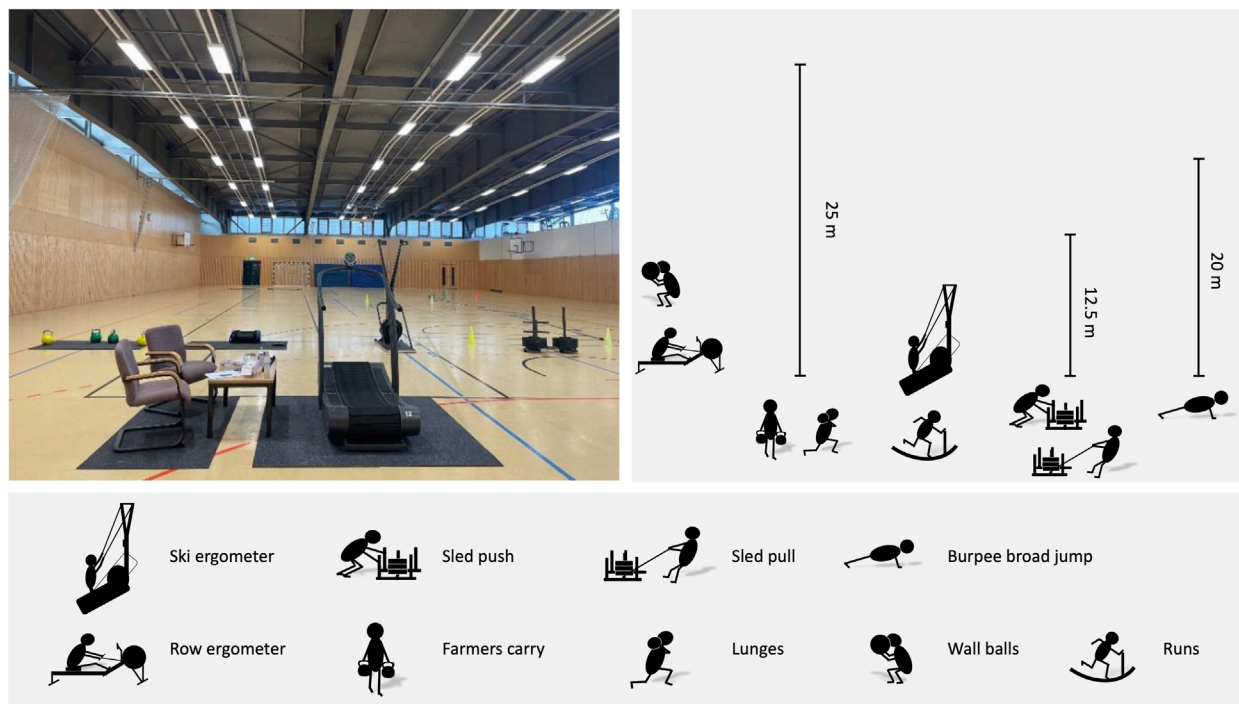 25 m
12.5 m
20 m
12
Ski ergometer
Sled push
Sled pull
Burpee broad jump
Row ergometer
Farmers carry
Lunges
Wall balls
Runs